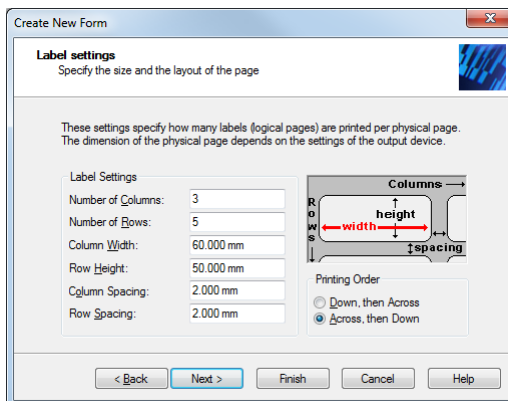 Create New Form
Label settings
Specify the size and the layout of the page
These settings specify how many labels (logical pages) are printed per physical page.
The dimension of the physical page depends on the settings of the output device.
Label Settings
Number of Columns: 3
Number of Rows: 5
Column Width: 60.000 mm
Row Height: 50.000 mm
Column Spacing: 2.000 mm
Row Spacing: 2.000 mm
Columns
Rows
height
width
spacing
Printing Order
Down, then Across
Across, then Down
< Back Next > Finish Cancel Help